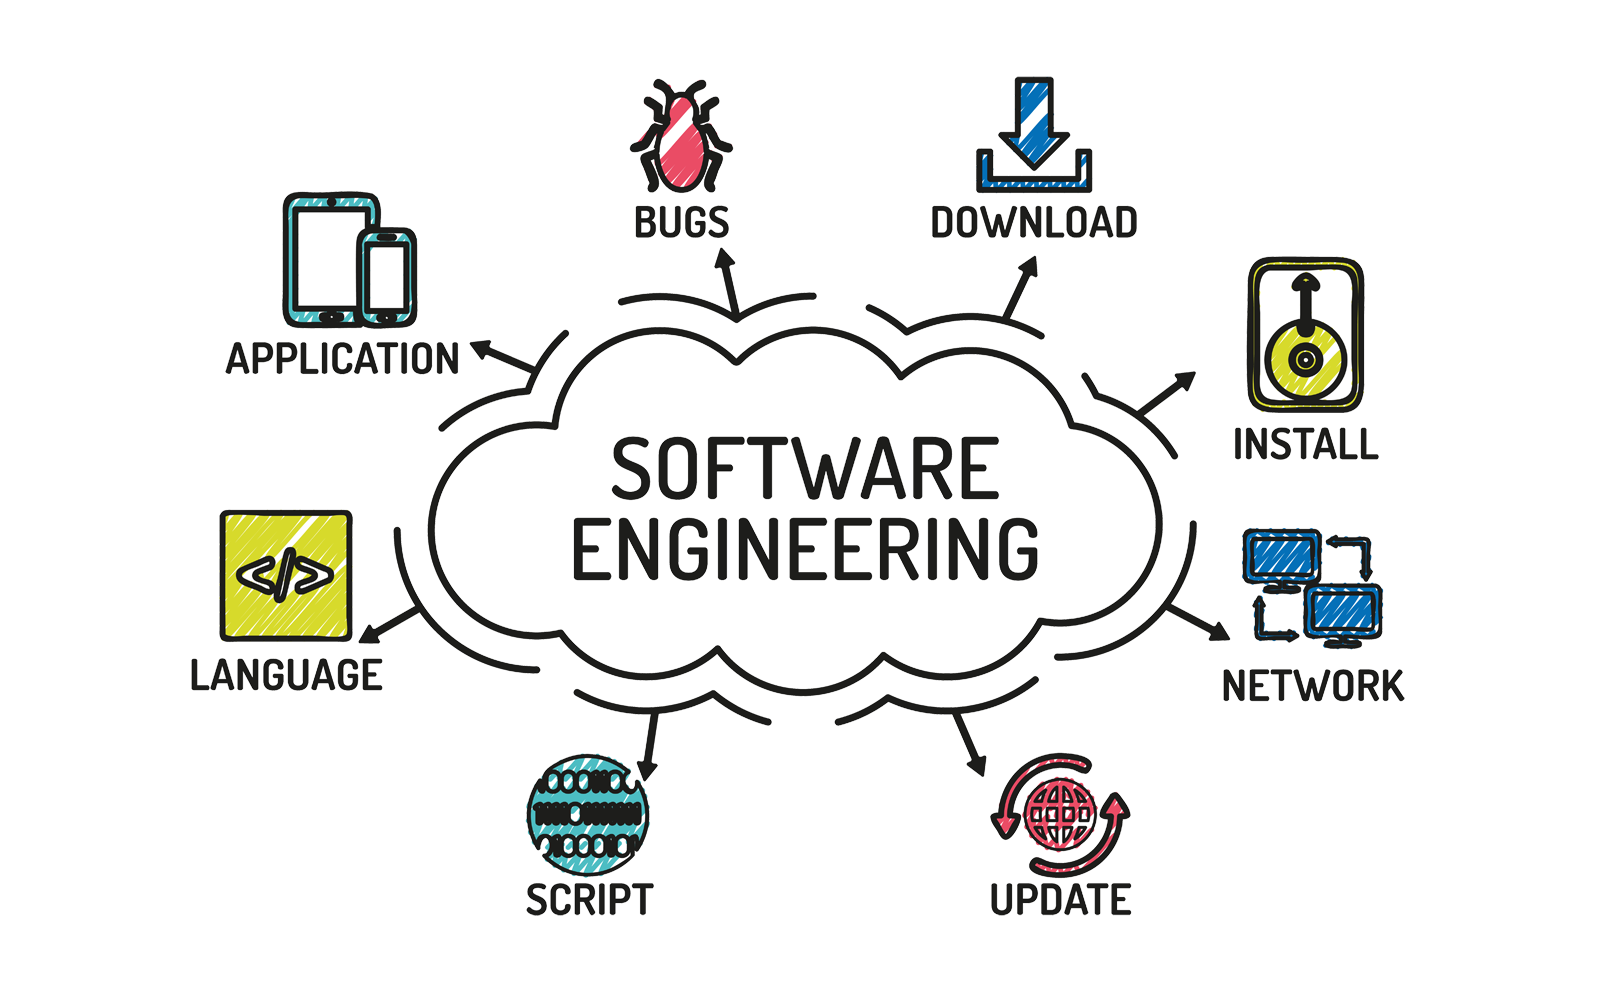 BUGS
DOWNLOAD
APPLICATION
INSTALL
SOFTWARE
ENGINEERING
</>
LANGUAGE
NETWORK
SCRIPT
UPDATE